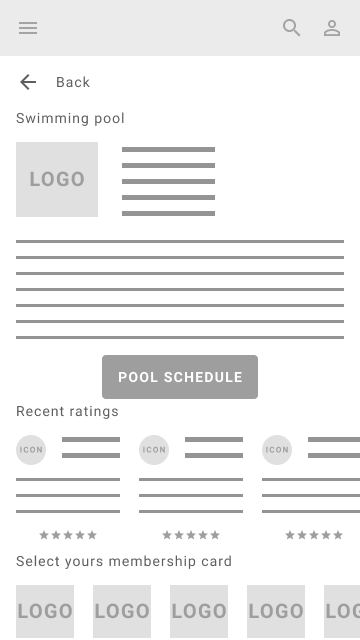 Back
Swimming pool
LOGO
POOL SCHEDULE
Recent ratings
ICON ICON ICON
Select yours membership card
LOGO LOGO LOGO LOGO LOGO